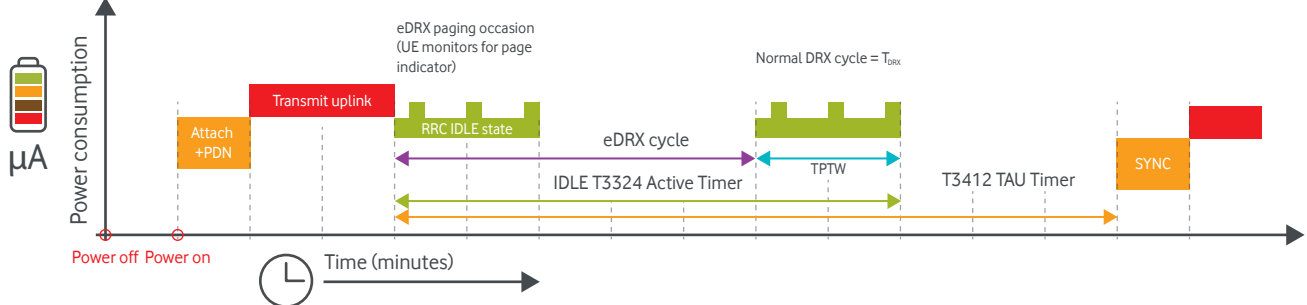 eDRX paging occasion
(UE monitors for page
indicator)
Normal DRX cycle = TDRX
Power consumption
µA
Attach
+PDN
Transmit uplink
RRC IDLE state
eDRX cycle
TPTW
IDLE T3324 Active Timer
T3412 TAU Timer
SYNC
Power off
Power on
Time (minutes)